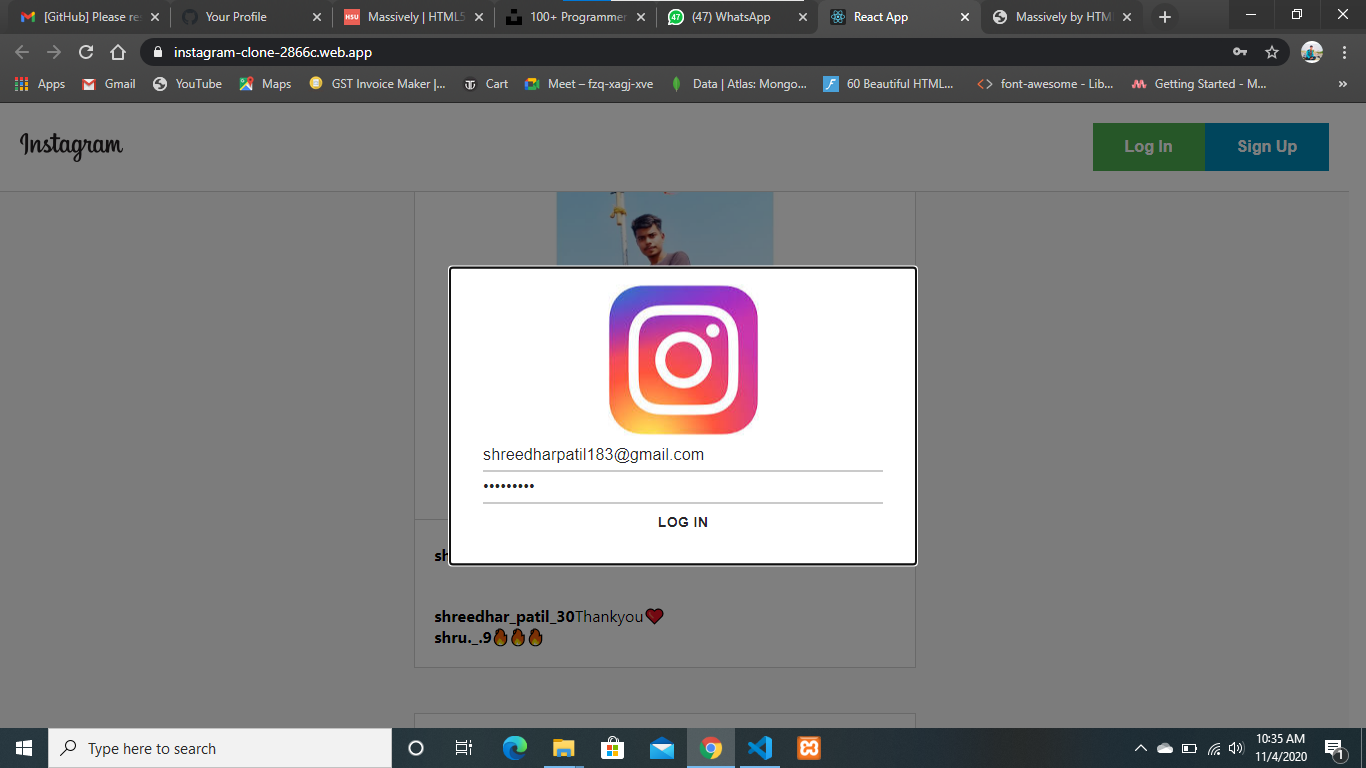 [GitHub] Please re
Your Profile
HSU
Massively | HTML5
100+ Programmer
47
(47) WhatsApp
React App
Massively by HTM
instagram-clone-2866c.web.app
Apps
Gmail
YouTube
Maps
GST Invoice Maker |...
Cart
Meet – fzq-xagj-xve
Data | Atlas: Mongo...
60 Beautiful HTML...
font-awesome - Lib...
Getting Started - M...
»
Instagram
Log In
Sign Up
shreedharpatil183@gmail.com
•••••••••
LOG IN
sh
shreedhar_patil_30Thankyou❤️
shru._.9🔥🔥🔥
Type here to search
10:35 AM
11/4/2020
1